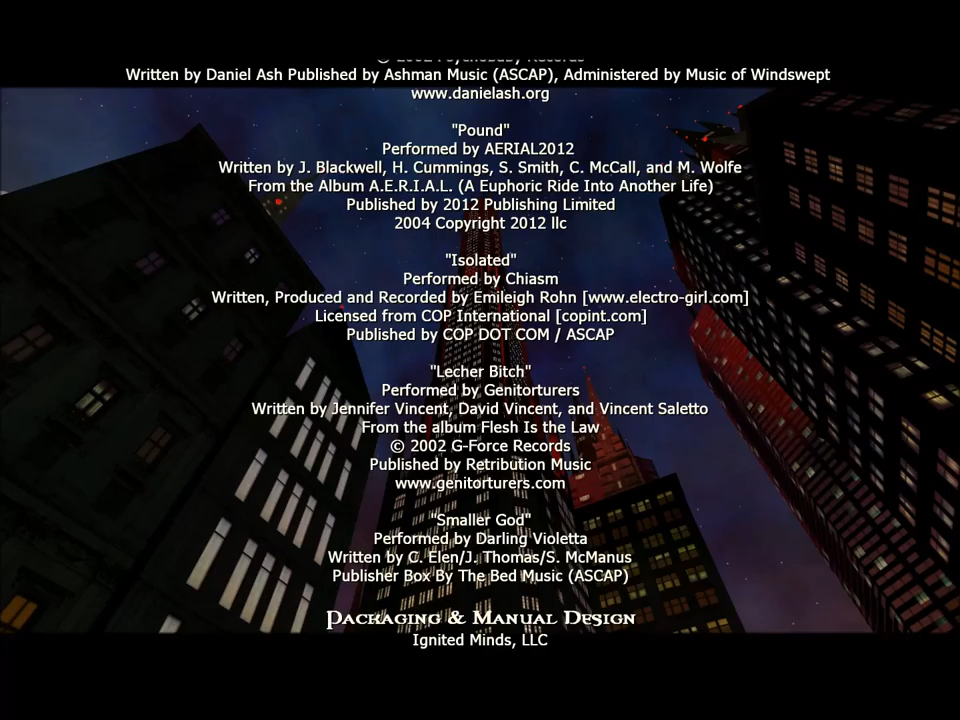 Written by Daniel Ash Published by Ashman Music (ASCAP), Administered by Music of Windswept
www.danielash.org
"Pound"
Performed by AERIAL2012
Written by J. Blackwell, H. Cummings, S. Smith, C. McCall, and M. Wolfe
From the Album A.E.R.I.A.L. (A Euphoric Ride Into Another Life)
Published by 2012 Publishing Limited
2004 Copyright 2012 llc
"Isolated"
Performed by Chiasm
Written, Produced and Recorded by Emileigh Rohn [www.electro-girl.com]
Licensed from COP International [copint.com]
Published by COP DOT COM / ASCAP
"Lecher Bitch"
Performed by Genitorturers
Written by Jennifer Vincent, David Vincent, and Vincent Saletto
From the album Flesh Is the Law
© 2002 G-Force Records
Published by Retribution Music
www.genitorturers.com
"Smaller God"
Performed by Darling Violetta
Written by C. Elen/J. Thomas/S. McManus
Publisher Box By The Bed Music (ASCAP)
Packaging & Manual Design
Ignited Minds, LLC